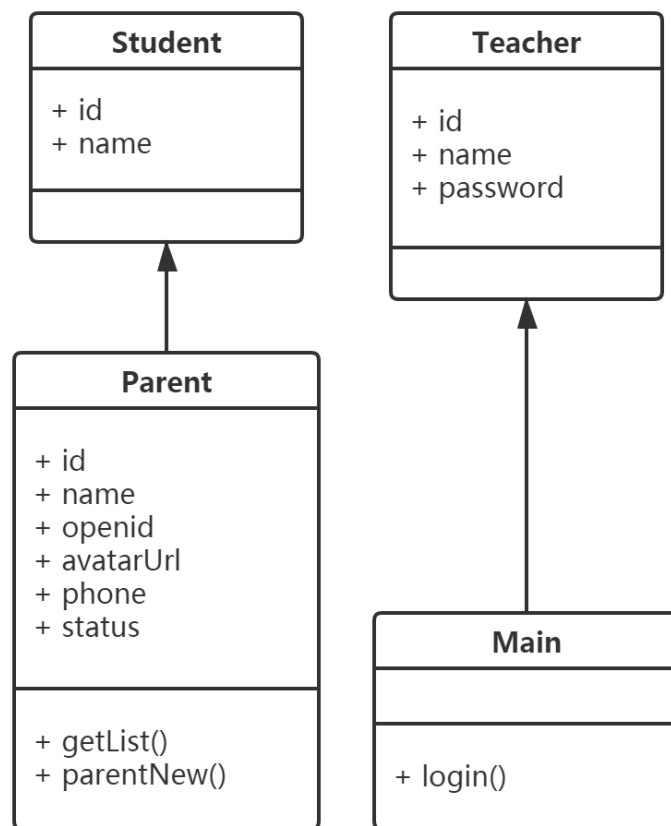 Student
+ id
+ name
Teacher
+ id
+ name
+ password
Parent
+ id
+ name
+ openid
+ avatarUrl
+ phone
+ status
+ getList()
+ parentNew()
Main
+ login()